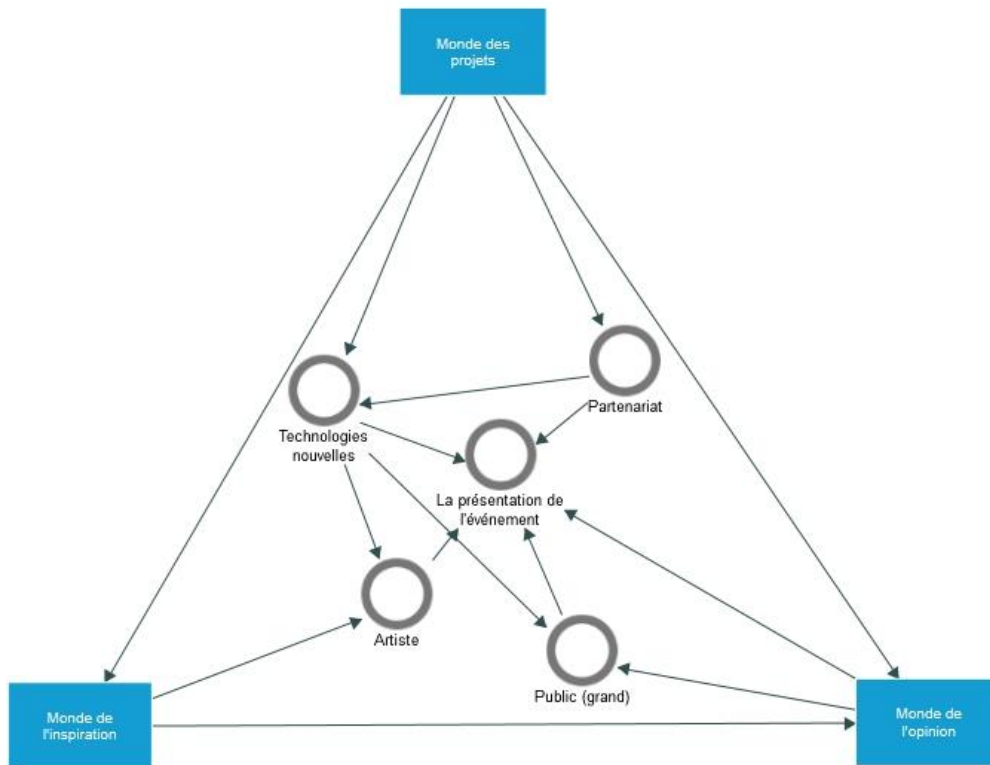 Monde des
projets
Partenariat
Technologies
nouvelles
La présentation de
l'événement
Artiste
Public (grand)
Monde de
l'inspiration
Monde de
l'opinion